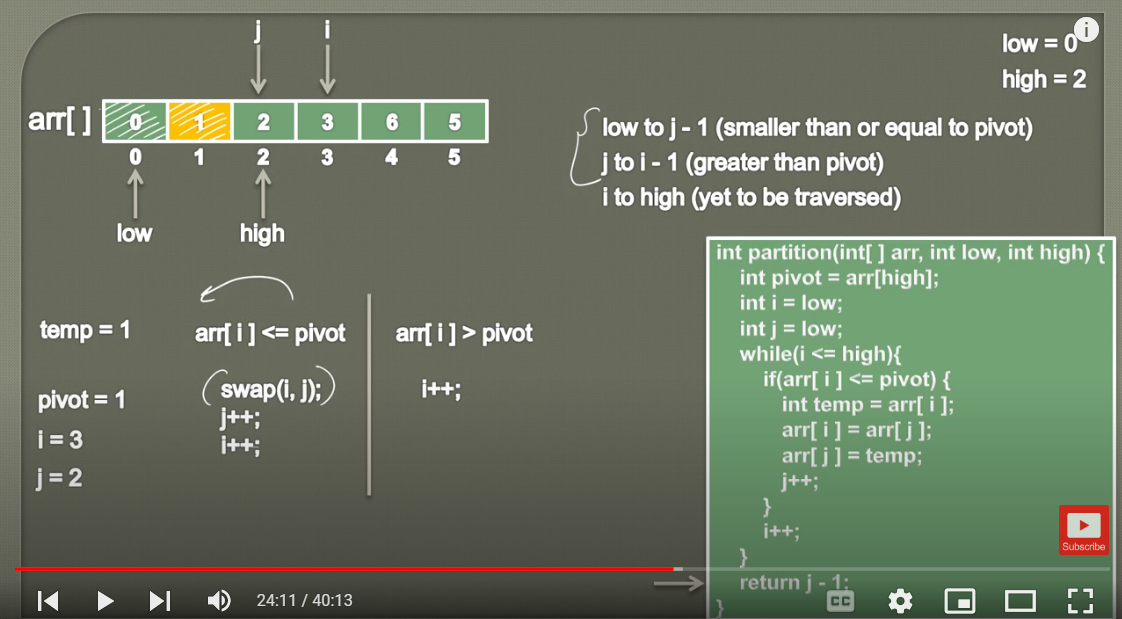 j i
low = 0
high = 2
arr[ ] 0 1 2 3 6 5
0 1 2 3 4 5
low high
low to j - 1 (smaller than or equal to pivot)
j to i - 1 (greater than pivot)
i to high (yet to be traversed)
temp = 1
pivot = 1
i = 3
j = 2
arr[ i ] <= pivot
swap(i, j);
j++;
i++;
arr[ i ] > pivot
i++;
int partition(int[ ] arr, int low, int high) {
int pivot = arr[high];
int i = low;
int j = low;
while(i <= high){
if(arr[ i ] <= pivot) {
int temp = arr[ i ];
arr[ i ] = arr[ j ];
arr[ j ] = temp;
j++;
}
i++;
}
return j - 1;
}
Subscribe
24:11 / 40:13
CC